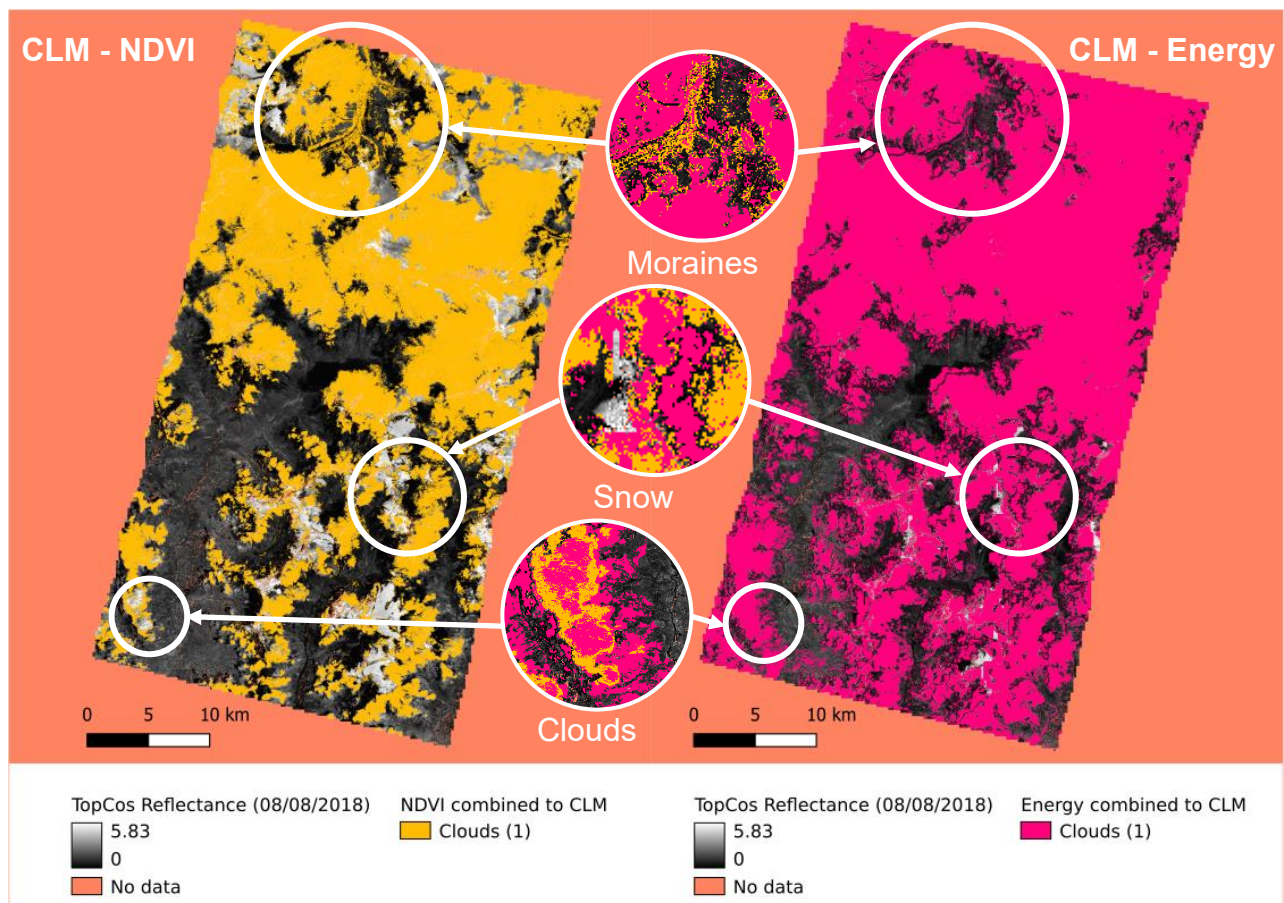 CLM - NDVI
CLM - Energy
Moraines
Snow
Clouds
0 5 10 km
0 5 10 km
TopCos Reflectance (08/08/2018)
5.83
0
No data
NDVI combined to CLM
Clouds (1)
TopCos Reflectance (08/08/2018)
5.83
0
No data
Energy combined to CLM
Clouds (1)